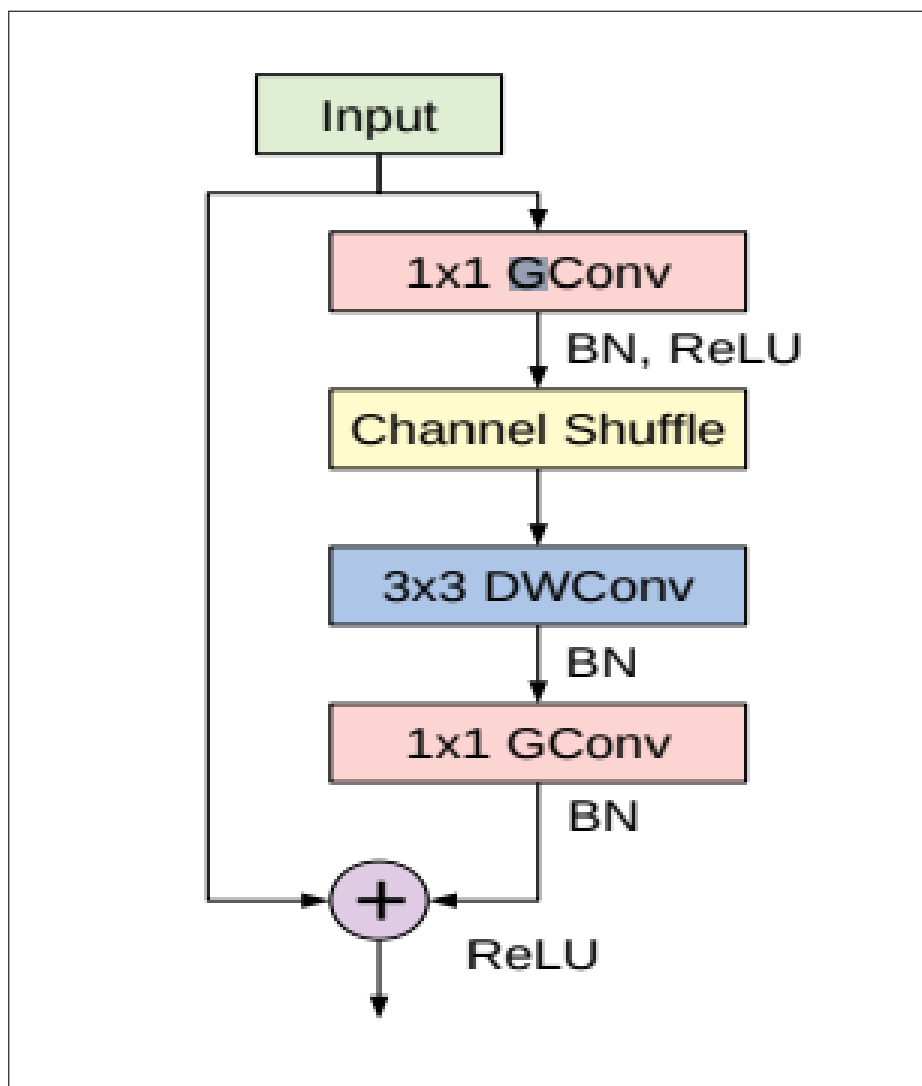 Input
1x1 GConv
BN, ReLU
Channel Shuffle
3x3 DWConv
BN
1x1 GConv
BN
+
ReLU